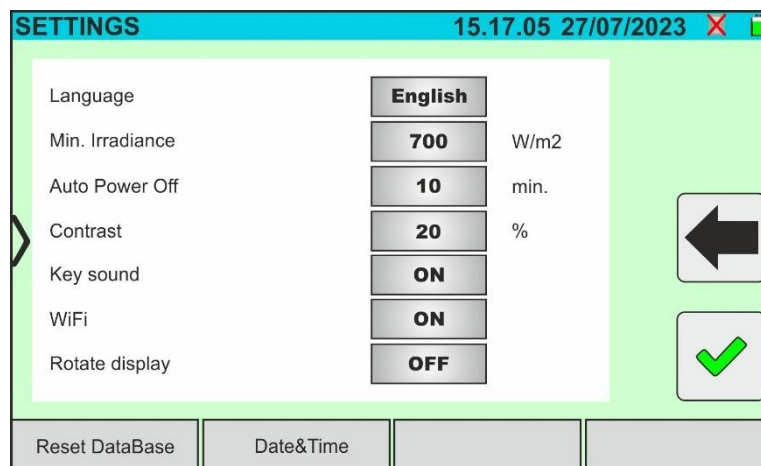 SETTINGS 15.17.05 27/07/2023
Language English
Min. Irradiance 700 W/m2
Auto Power Off 10 min.
Contrast 20 %
Key sound ON
WiFi ON
Rotate display OFF
Reset DataBase Date&Time